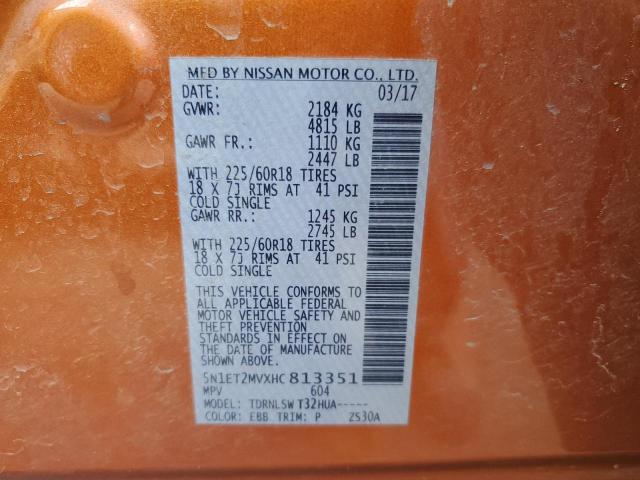 MFD BY NISSAN MOTOR CO., LTD.
DATE: 03/17
GVWR: 2184 KG
4815 LB
GAWR FR.: 1110 KG
2447 LB
WITH 225/60R18 TIRES
18 X 7J RIMS AT 41 PSI
COLD SINGLE
GAWR RR.: 1245 KG
2745 LB
WITH 225/60R18 TIRES
18 X 7J RIMS AT 41 PSI
COLD SINGLE
THIS VEHICLE CONFORMS TO
ALL APPLICABLE FEDERAL
MOTOR VEHICLE SAFETY AND
THEFT PREVENTION
STANDARDS IN EFFECT ON
THE DATE OF MANUFACTURE
SHOWN ABOVE.
5N1ET2MVXHC813351
MPV 604
MODEL: TDRNLSW T32HUA-----
COLOR: EBB TRIM: P ZS30A